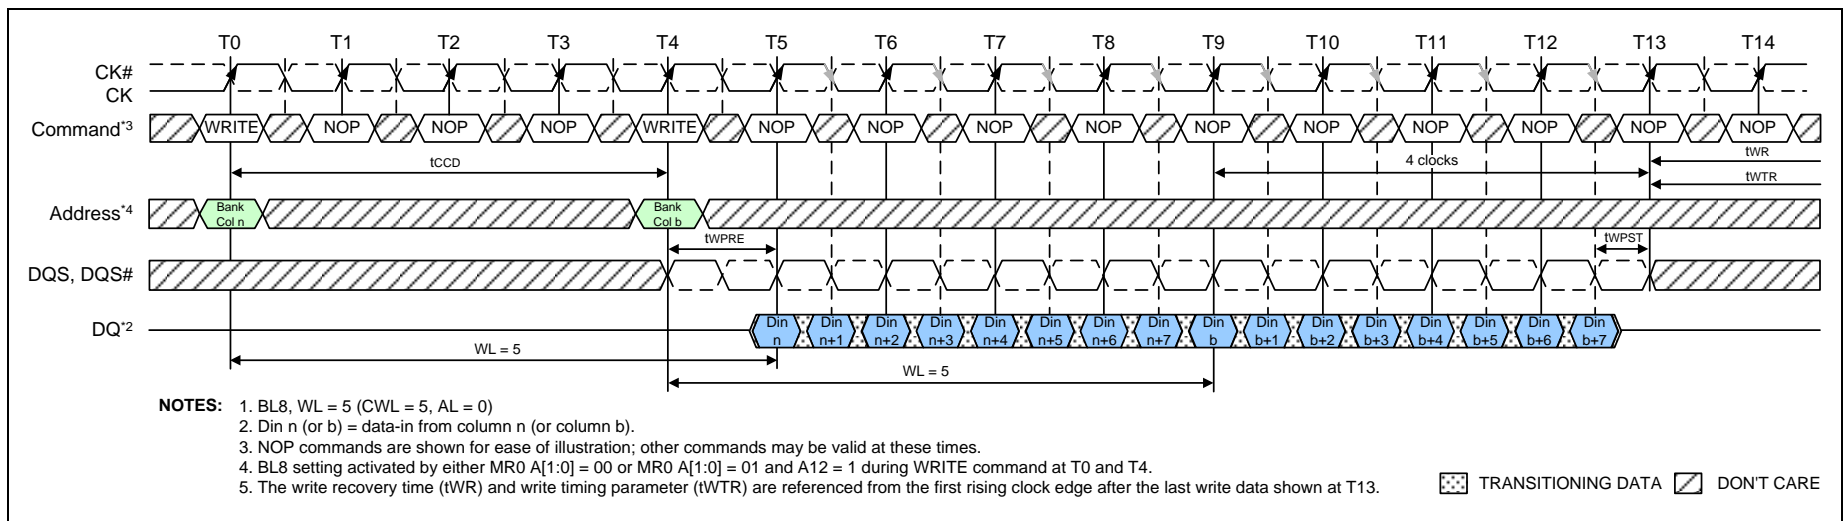 T0 T1 T2 T3 T4 T5 T6 T7 T8 T9 T10 T11 T12 T13 T14
CK#
CK
Command*3 WRITE NOP NOP NOP WRITE NOP NOP NOP NOP NOP NOP NOP NOP NOP NOP
tCCD 4 clocks tWR
tWTR
Address*4 Bank Col n Bank Col b
tWPRE tWPST
DQS, DQS#
DQ*2 Din n Din n+1 Din n+2 Din n+3 Din n+4 Din n+5 Din n+6 Din n+7 Din b Din b+1 Din b+2 Din b+3 Din b+4 Din b+5 Din b+6 Din b+7
WL = 5
WL = 5
NOTES: 1. BL8, WL = 5 (CWL = 5, AL = 0)
2. Din n (or b) = data-in from column n (or column b).
3. NOP commands are shown for ease of illustration; other commands may be valid at these times.
4. BL8 setting activated by either MR0 A[1:0] = 00 or MR0 A[1:0] = 01 and A12 = 1 during WRITE command at T0 and T4.
5. The write recovery time (tWR) and write timing parameter (tWTR) are referenced from the first rising clock edge after the last write data shown at T13.
TRANSITIONING DATA DON'T CARE